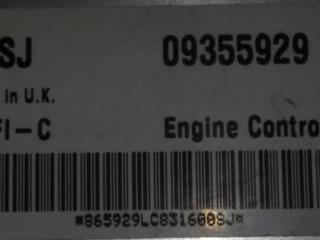 SJ 09355929
in U.K.
FI-C Engine Contro
*865929LC831600SJ*